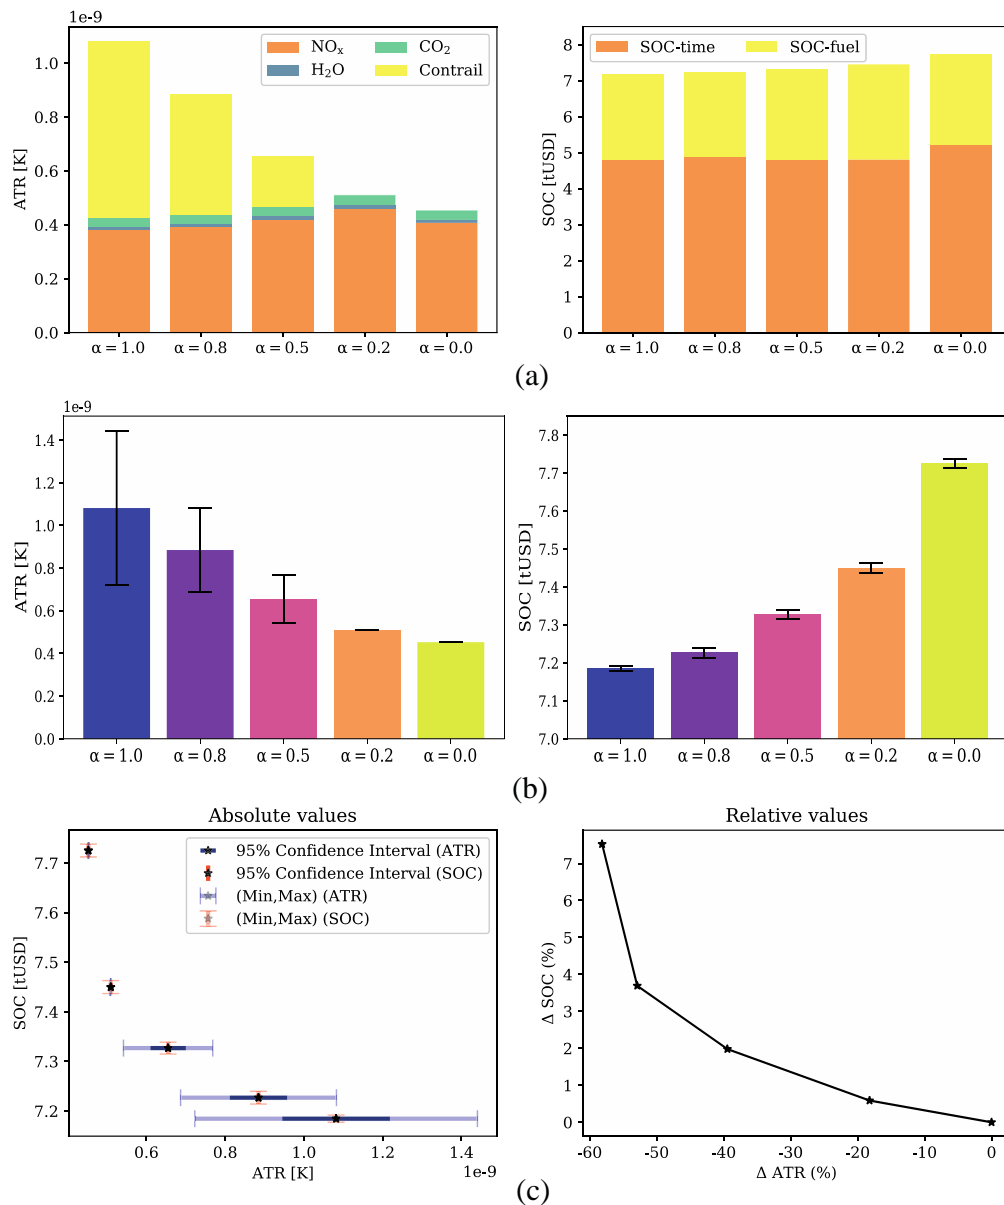 1e-9
ATR [K]
1.0
0.8
0.6
0.4
0.2
0.0
NOx
H2O
CO2
Contrail
α = 1.0
α = 0.8
α = 0.5
α = 0.2
α = 0.0
SOC [tUSD]
8
7
6
5
4
3
2
1
0
SOC-time
SOC-fuel
α = 1.0
α = 0.8
α = 0.5
α = 0.2
α = 0.0
(a)
1e-9
ATR [K]
1.4
1.2
1.0
0.8
0.6
0.4
0.2
0.0
α = 1.0
α = 0.8
α = 0.5
α = 0.2
α = 0.0
SOC [tUSD]
7.8
7.7
7.6
7.5
7.4
7.3
7.2
7.1
7.0
α = 1.0
α = 0.8
α = 0.5
α = 0.2
α = 0.0
(b)
Absolute values
SOC [tUSD]
7.7
7.6
7.5
7.4
7.3
7.2
95% Confidence Interval (ATR)
95% Confidence Interval (SOC)
(Min,Max) (ATR)
(Min,Max) (SOC)
0.6
0.8
1.0
1.2
1.4
ATR [K]
1e-9
Relative values
Δ SOC (%)
7
6
5
4
3
2
1
0
-60
-50
-40
-30
-20
-10
0
Δ ATR (%)
(c)